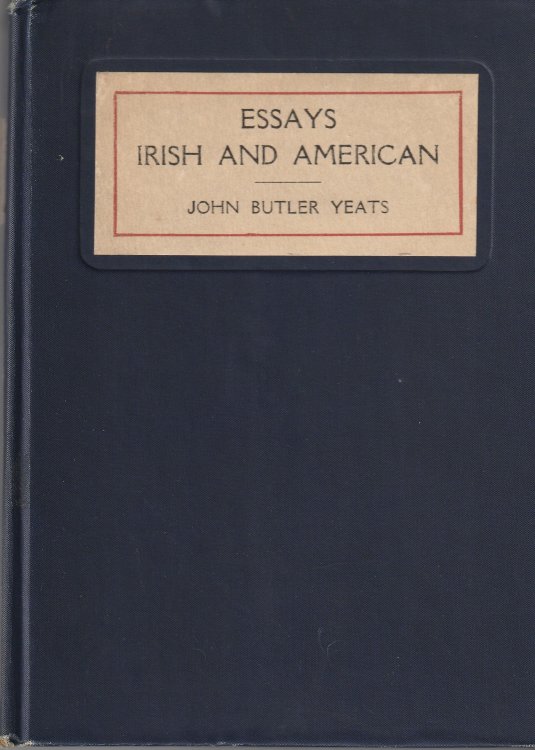 ESSAYS
IRISH AND AMERICAN
JOHN BUTLER YEATS